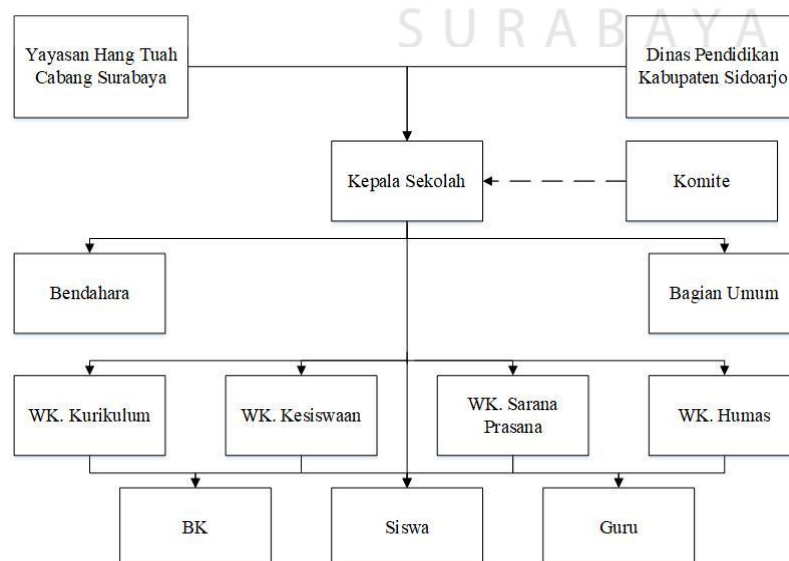 SURABAYA
Yayasan Hang Tuah
Cabang Surabaya
Dinas Pendidikan
Kabupaten Sidoarjo
Kepala Sekolah
Komite
Bendahara
Bagian Umum
WK. Kurikulum
WK. Kesiswaan
WK. Sarana
Prasana
WK. Humas
BK
Siswa
Guru